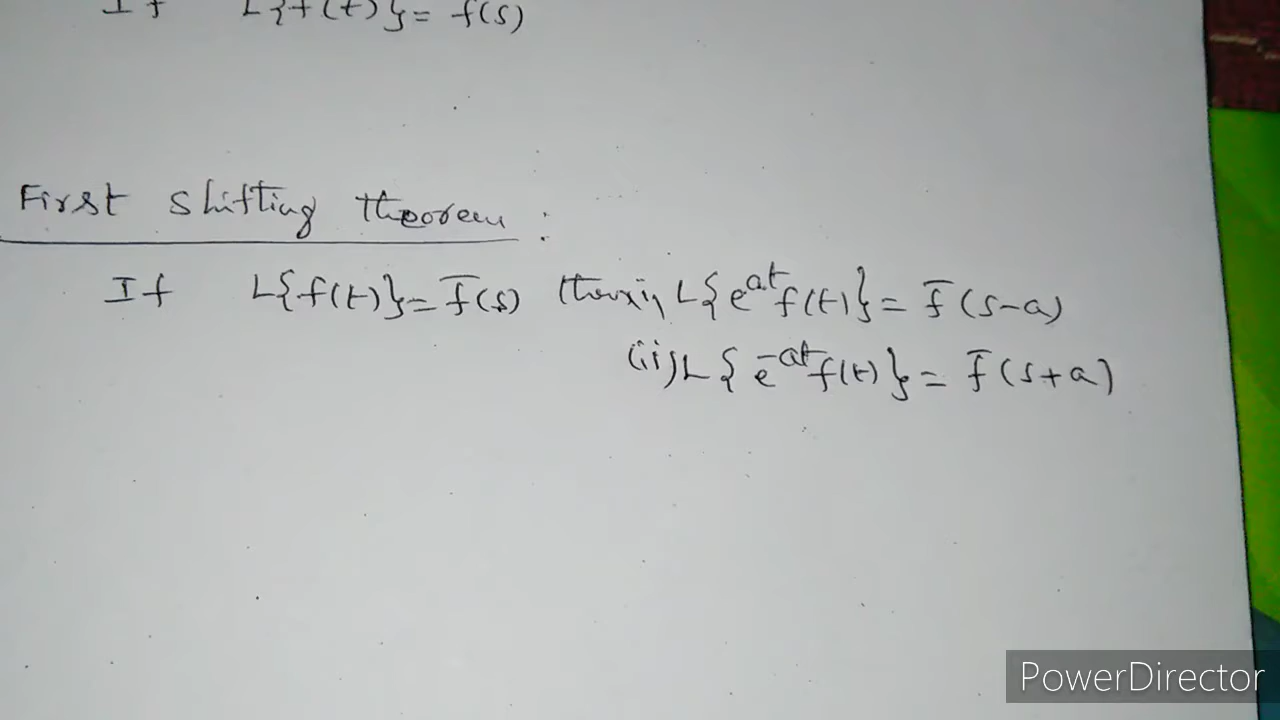 If L{f(t)} = f(s)
First shifting theorem :
If L{f(t)} = f̅(s) then i) L{e^{at} f(t)} = f̅(s-a)
(ii) L{e^{-at} f(t)} = f̅(s+a)
PowerDirector